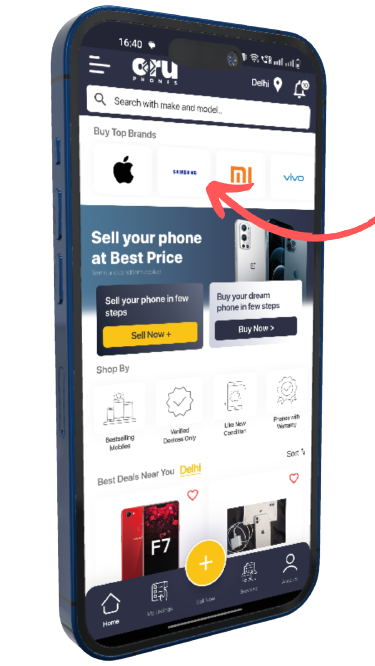 16:40
oru
PHONES
Delhi
Search with make and model..
Buy Top Brands
SAMSUNG
mi
vivo
Sell your phone
at Best Price
Sell your phone in few
steps
Sell Now +
Buy your dream
phone in few steps
Buy Now >
Shop By
Bestselling
Mobiles
Verified
Devices Only
Like New
Condition
Phones with
Warranty
Best Deals Near You Delhi
Sort
F7
+
Home
My Listings
Sell Now
Services
Account